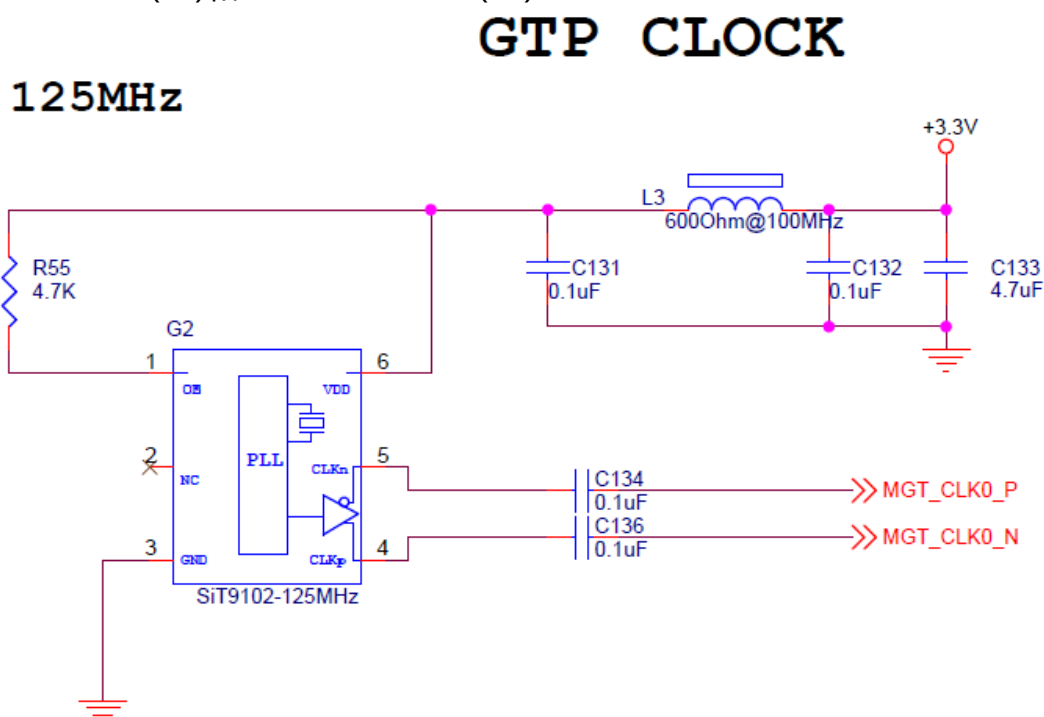 GTP CLOCK
125MHz
+3.3V
L3
600Ohm@100MHz
R55
4.7K
C131
0.1uF
C132
0.1uF
C133
4.7uF
G2
1
OE
6
VDD
2
NC
PLL
5
CLKn
3
GND
4
CLKp
SiT9102-125MHz
C134
0.1uF
MGT_CLK0_P
C136
0.1uF
MGT_CLK0_N